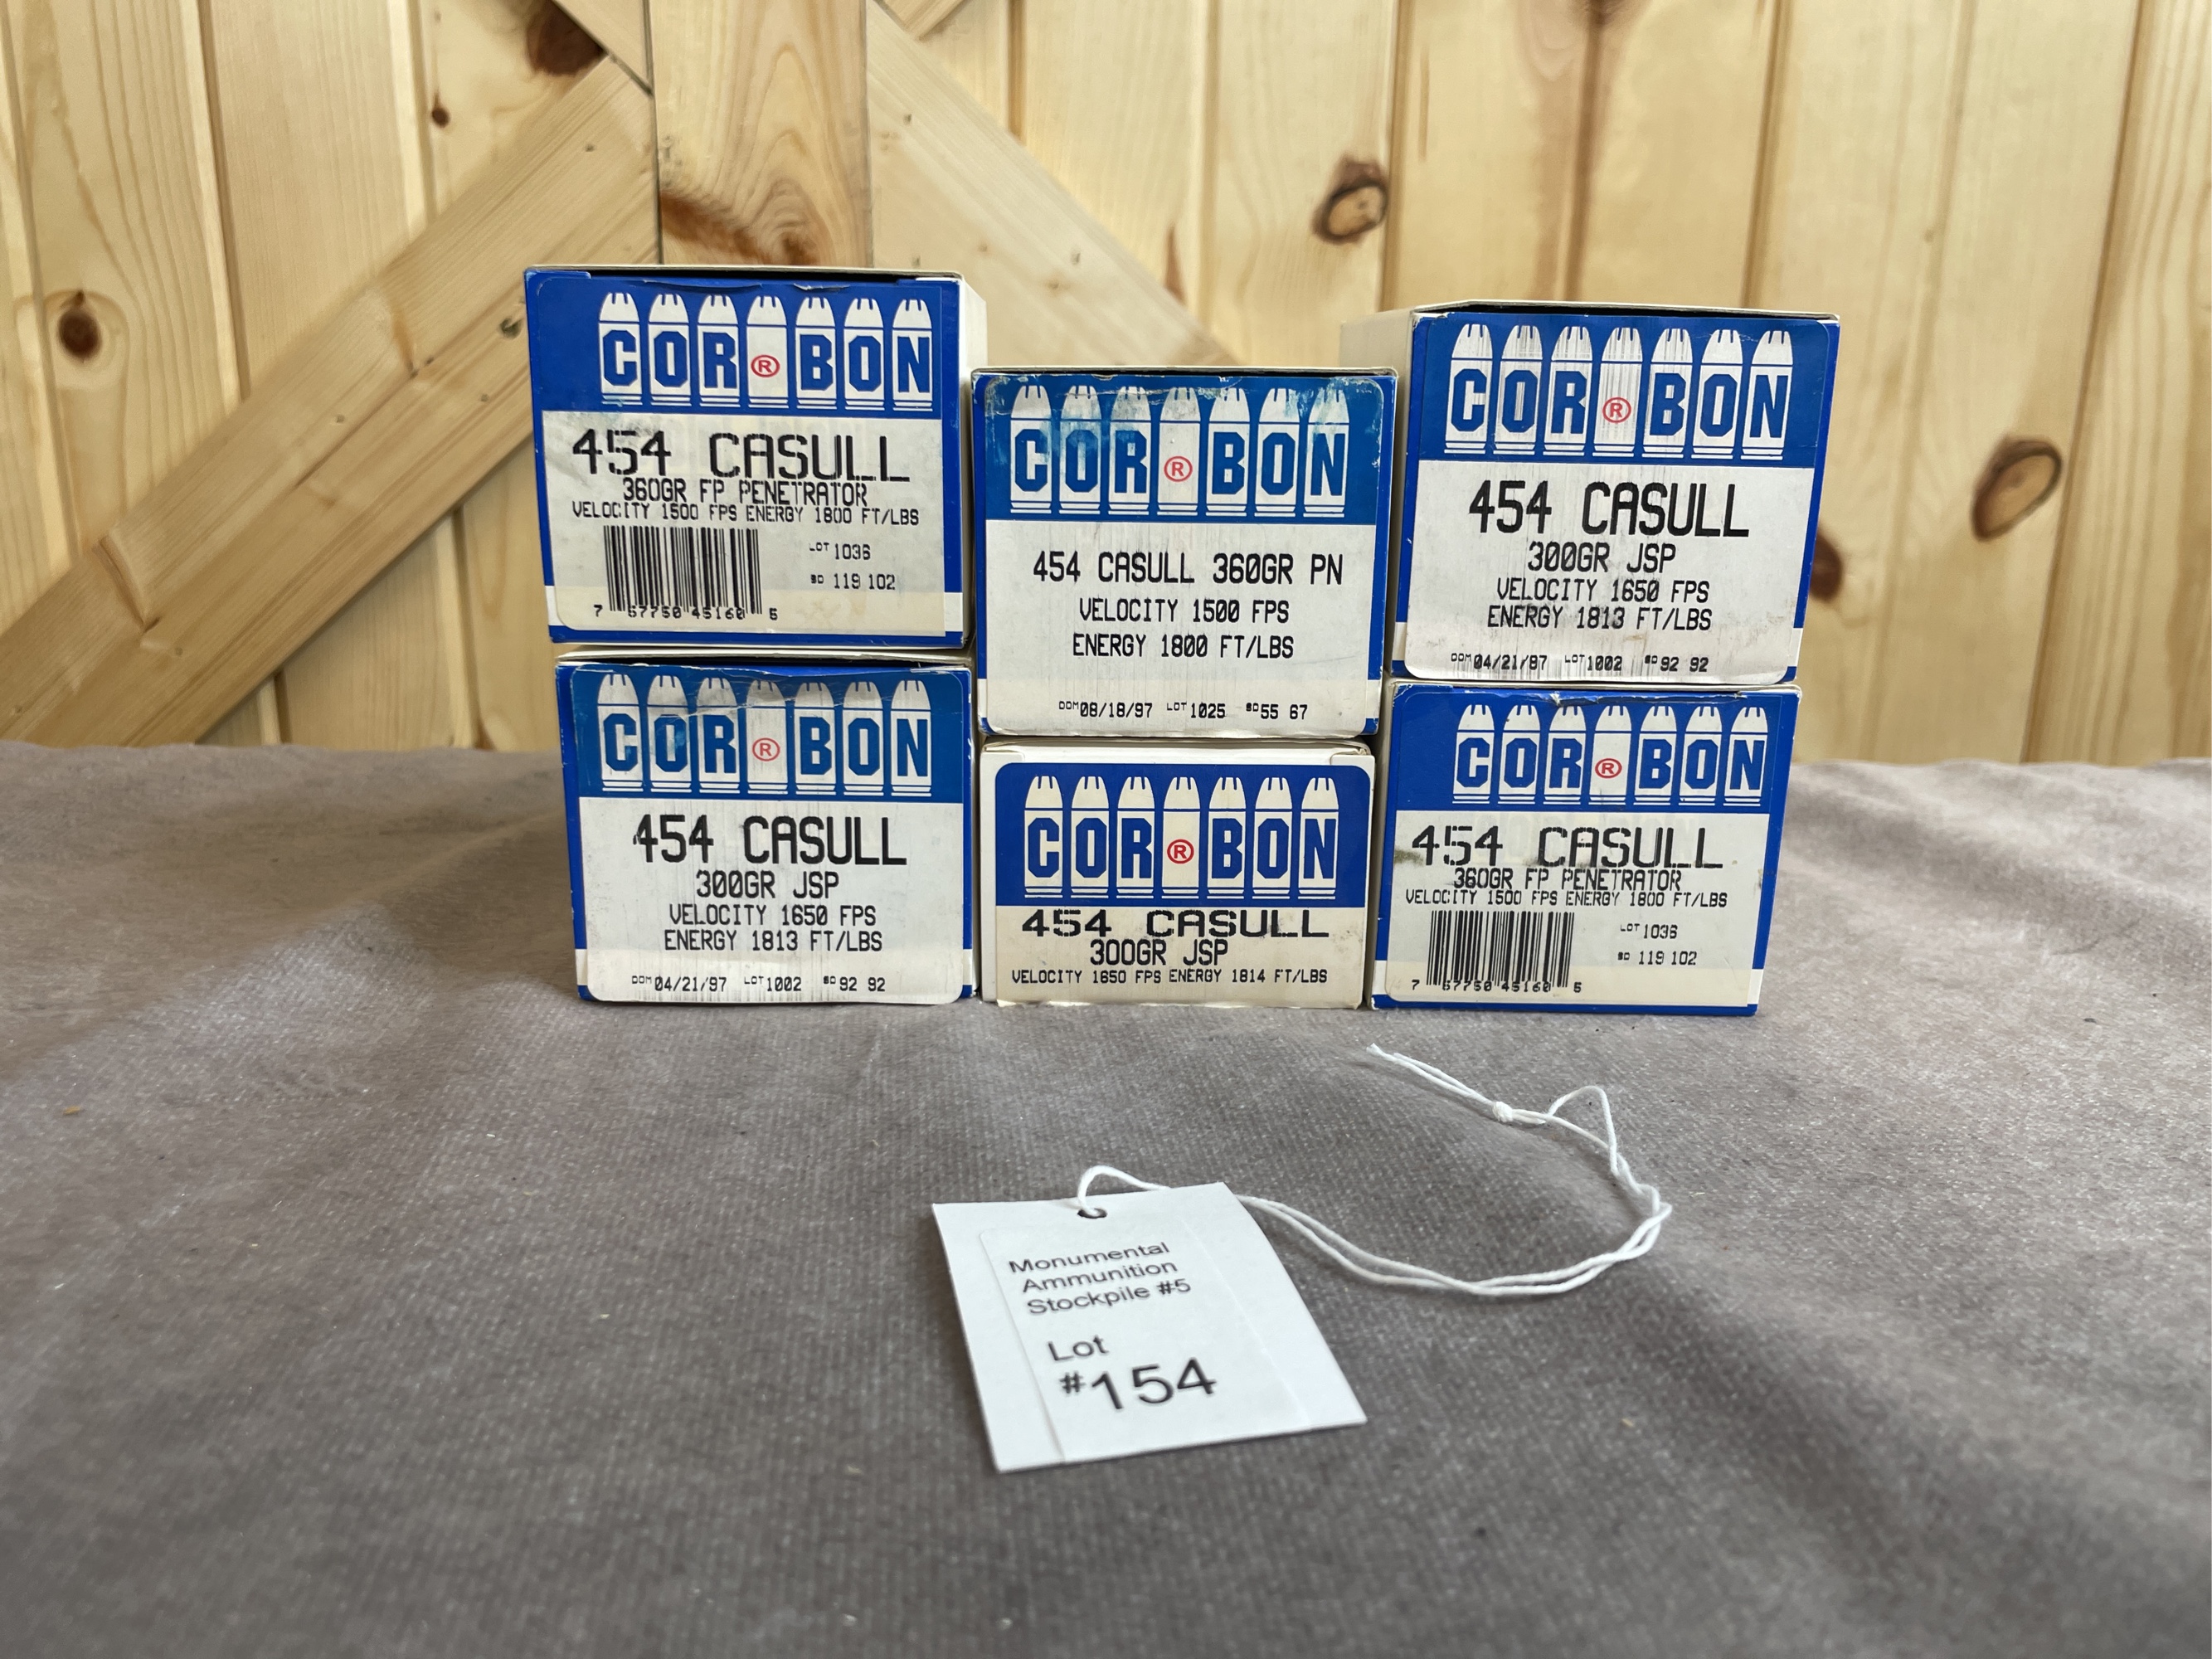 COR®BON
454 CASULL
360GR FP PENETRATOR
VELOCITY 1500 FPS ENERGY 1800 FT/LBS
LOT 1036
SD 119 102
7 57750 45160 5
COR®BON
454 CASULL 360GR PN
VELOCITY 1500 FPS
ENERGY 1800 FT/LBS
DOM 08/18/97 LOT 1025 SD 55 67
COR®BON
454 CASULL
300GR JSP
VELOCITY 1650 FPS
ENERGY 1813 FT/LBS
DOM 04/21/97 LOT 1002 SD 92 92
COR®BON
454 CASULL
300GR JSP
VELOCITY 1650 FPS
ENERGY 1813 FT/LBS
DOM 04/21/97 LOT 1002 SD 92 92
COR®BON
454 CASULL
300GR JSP
VELOCITY 1650 FPS ENERGY 1814 FT/LBS
COR®BON
454 CASULL
360GR FP PENETRATOR
VELOCITY 1500 FPS ENERGY 1800 FT/LBS
LOT 1036
SD 119 102
7 57750 45160 5
Monumental
Ammunition
Stockpile #5
Lot
#154